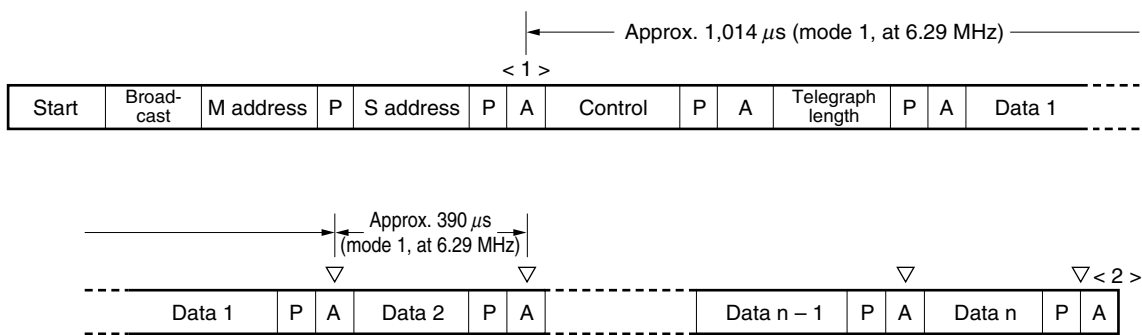 Approx. 1,014 μs (mode 1, at 6.29 MHz)
< 1 >
Start Broad-cast M address P S address P A Control P A Telegraph length P A Data 1
Approx. 390 μs
(mode 1, at 6.29 MHz)
▽ ▽ ▽ ▽ < 2 >
Data 1 P A Data 2 P A Data n – 1 P A Data n P A